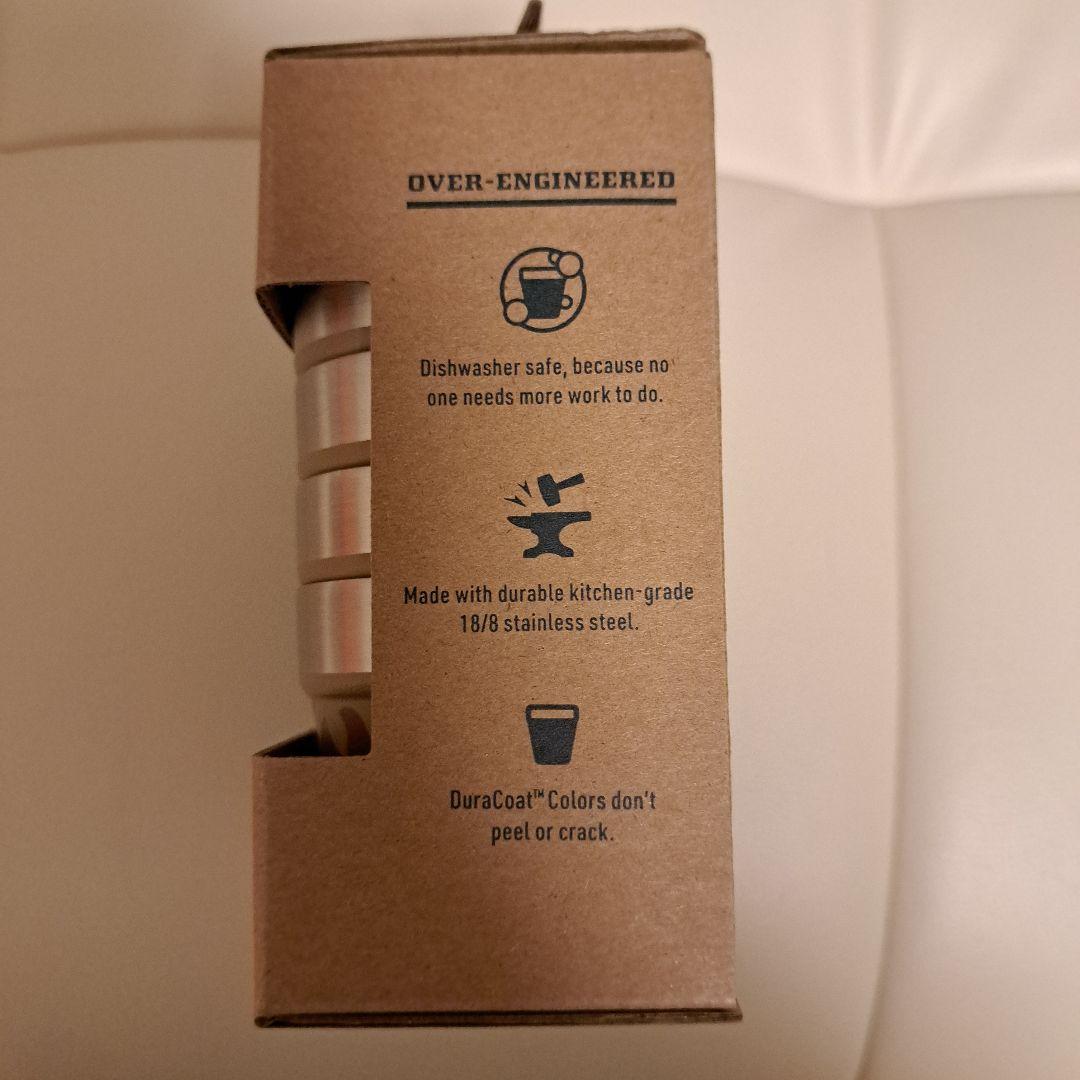 OVER-ENGINEERED
Dishwasher safe, because no
one needs more work to do.
Made with durable kitchen-grade
18/8 stainless steel.
DuraCoat™ Colors don't
peel or crack.